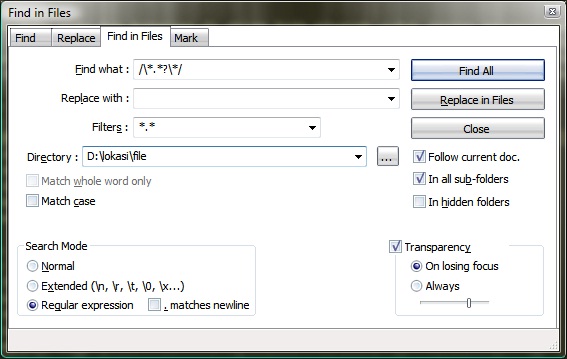 Find in Files
Find Replace Find in Files Mark
Find what : /\*.*?\*/ Find All
Replace with : Replace in Files
Filters : *.* Close
Directory : D:\lokasi\file ... Follow current doc.
Match whole word only In all sub-folders
Match case In hidden folders
Search Mode Transparency
Normal On losing focus
Extended (\n, \r, \t, \0, \x...) Always
Regular expression . matches newline